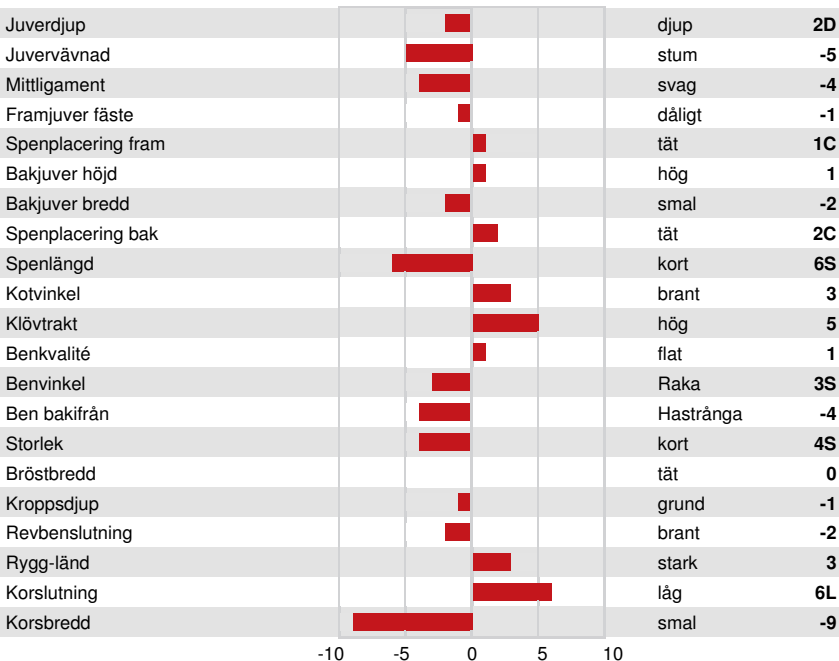 Juverdjup djup 2D
Juvervävnad stum -5
Mittligament svag -4
Framjuver fäste dåligt -1
Spenplacering fram tät 1C
Bakjuver höjd hög 1
Bakjuver bredd smal -2
Spenplacering bak tät 2C
Spenlängd kort 6S
Kotvinkel brant 3
Klövtrakt hög 5
Benkvalité flat 1
Benvinkel Raka 3S
Ben bakifrån Hastrånga -4
Storlek kort 4S
Bröstbredd tät 0
Kroppsdjup grund -1
Revbenslutning brant -2
Rygg-länd stark 3
Korslutning låg 6L
Korsbredd smal -9
-10 -5 0 5 10